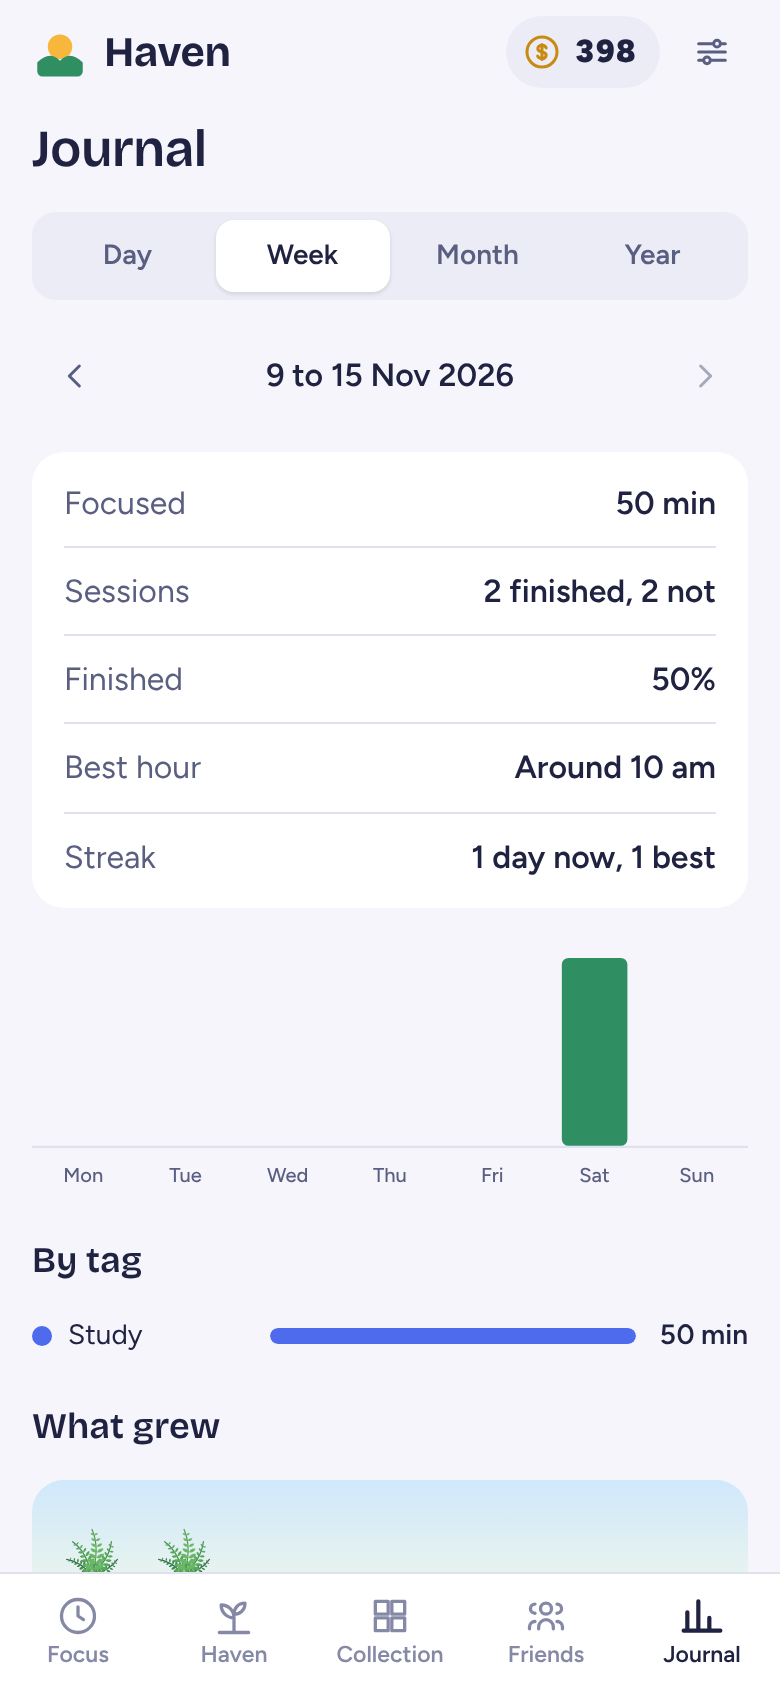 Haven
$ 398
Journal
Day Week Month Year
9 to 15 Nov 2026
Focused 50 min
Sessions 2 finished, 2 not
Finished 50%
Best hour Around 10 am
Streak 1 day now, 1 best
Mon Tue Wed Thu Fri Sat Sun
By tag
Study 50 min
What grew
Focus Haven Collection Friends Journal